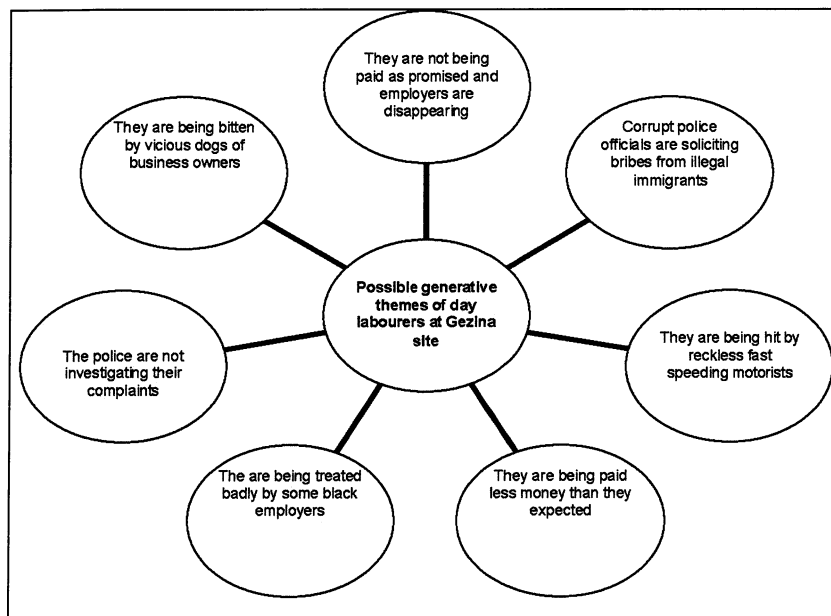 They are not being
paid as promised and
employers are
disappearing
They are being bitten
by vicious dogs of
business owners
Corrupt police
officials are soliciting
bribes from illegal
immigrants
Possible generative
themes of day
labourers at Gezina
site
The police are not
investigating their
complaints
They are being hit by
reckless fast
speeding motorists
The are being treated
badly by some black
employers
They are being paid
less money than they
expected